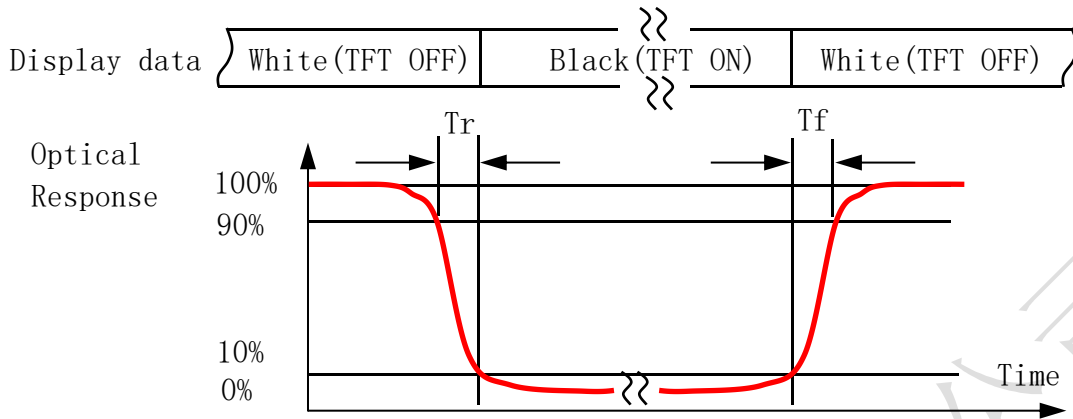 Display data White(TFT OFF) Black(TFT ON) White(TFT OFF)
Tr Tf
Optical
Response
100%
90%
10%
0%
Time